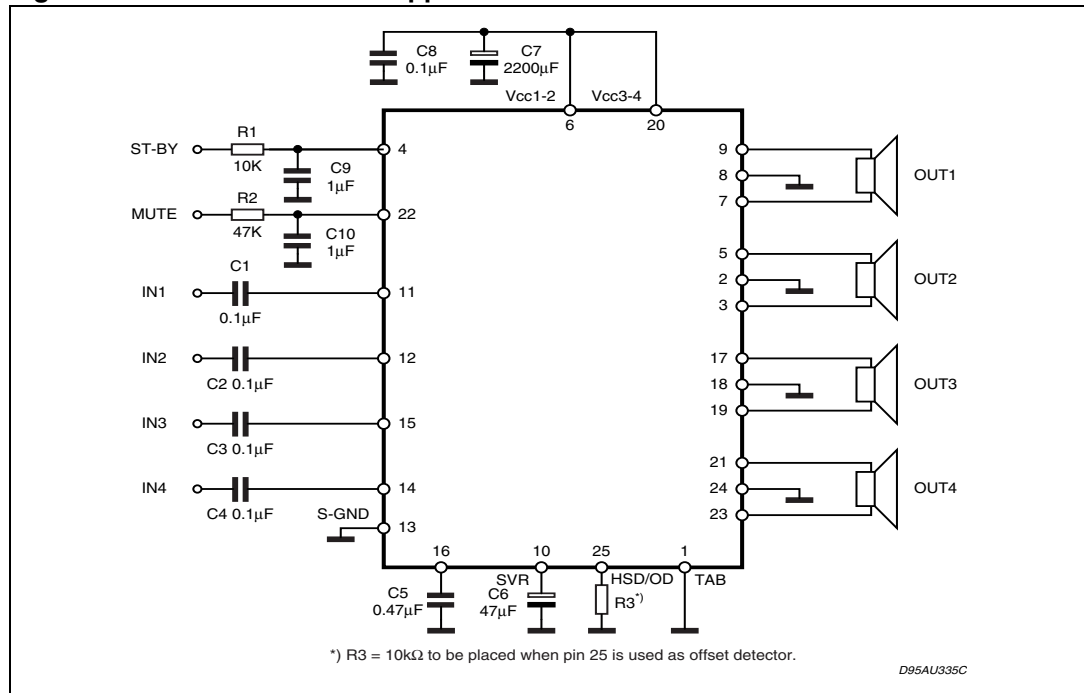 C8
0.1µF
C7
2200µF
Vcc1-2
Vcc3-4
6
20
ST-BY
R1
10K
4
C9
1µF
MUTE
R2
47K
22
C10
1µF
IN1
C1
0.1µF
11
IN2
C2 0.1µF
12
IN3
C3 0.1µF
15
IN4
C4 0.1µF
14
S-GND
13
9
8
7
OUT1
5
2
3
OUT2
17
18
19
OUT3
21
24
23
OUT4
16
10
25
1
SVR
HSD/OD
TAB
C5
0.47µF
C6
47µF
R3*)
*) R3 = 10kΩ to be placed when pin 25 is used as offset detector.
D95AU335C